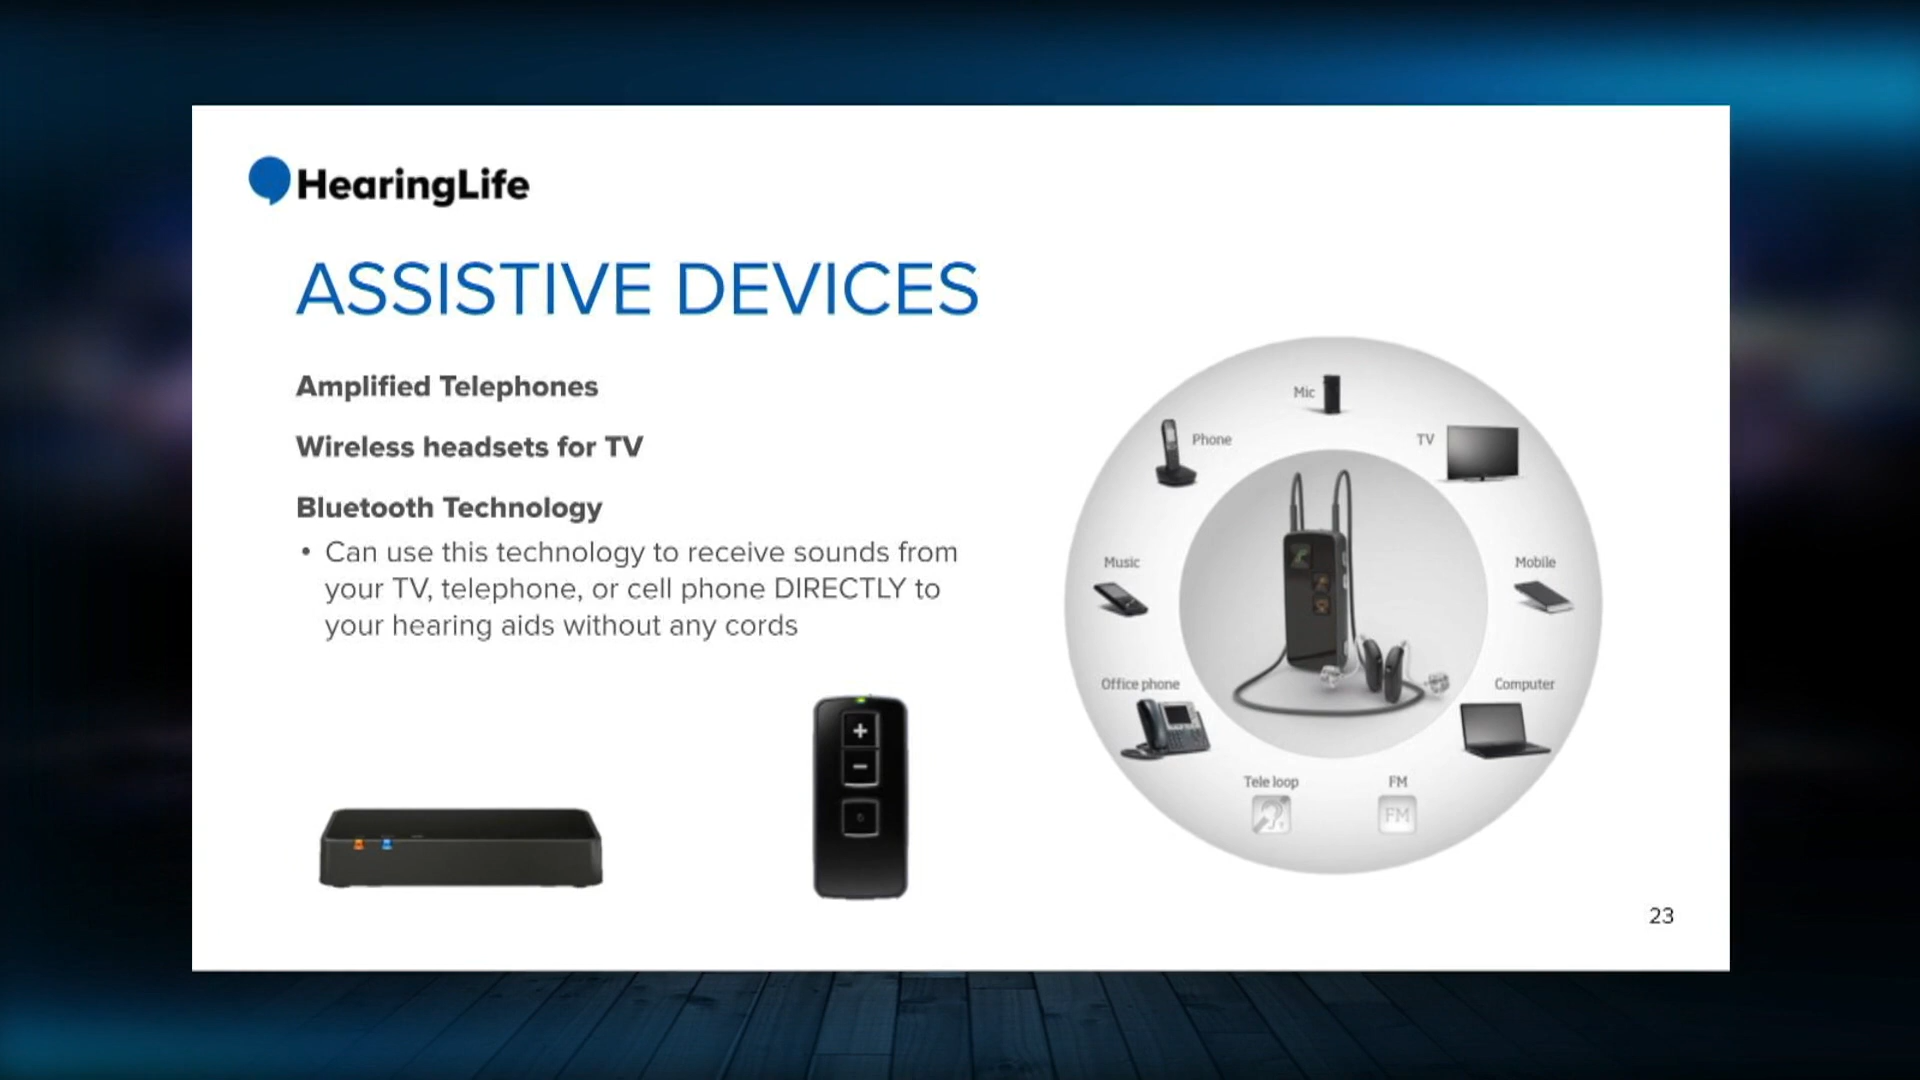 HearingLife
ASSISTIVE DEVICES
Amplified Telephones
Wireless headsets for TV
Bluetooth Technology
• Can use this technology to receive sounds from
your TV, telephone, or cell phone DIRECTLY to
your hearing aids without any cords
+
−
Mic
Phone
TV
Music
Mobile
Office phone
Computer
Tele loop
FM
T
FM
23